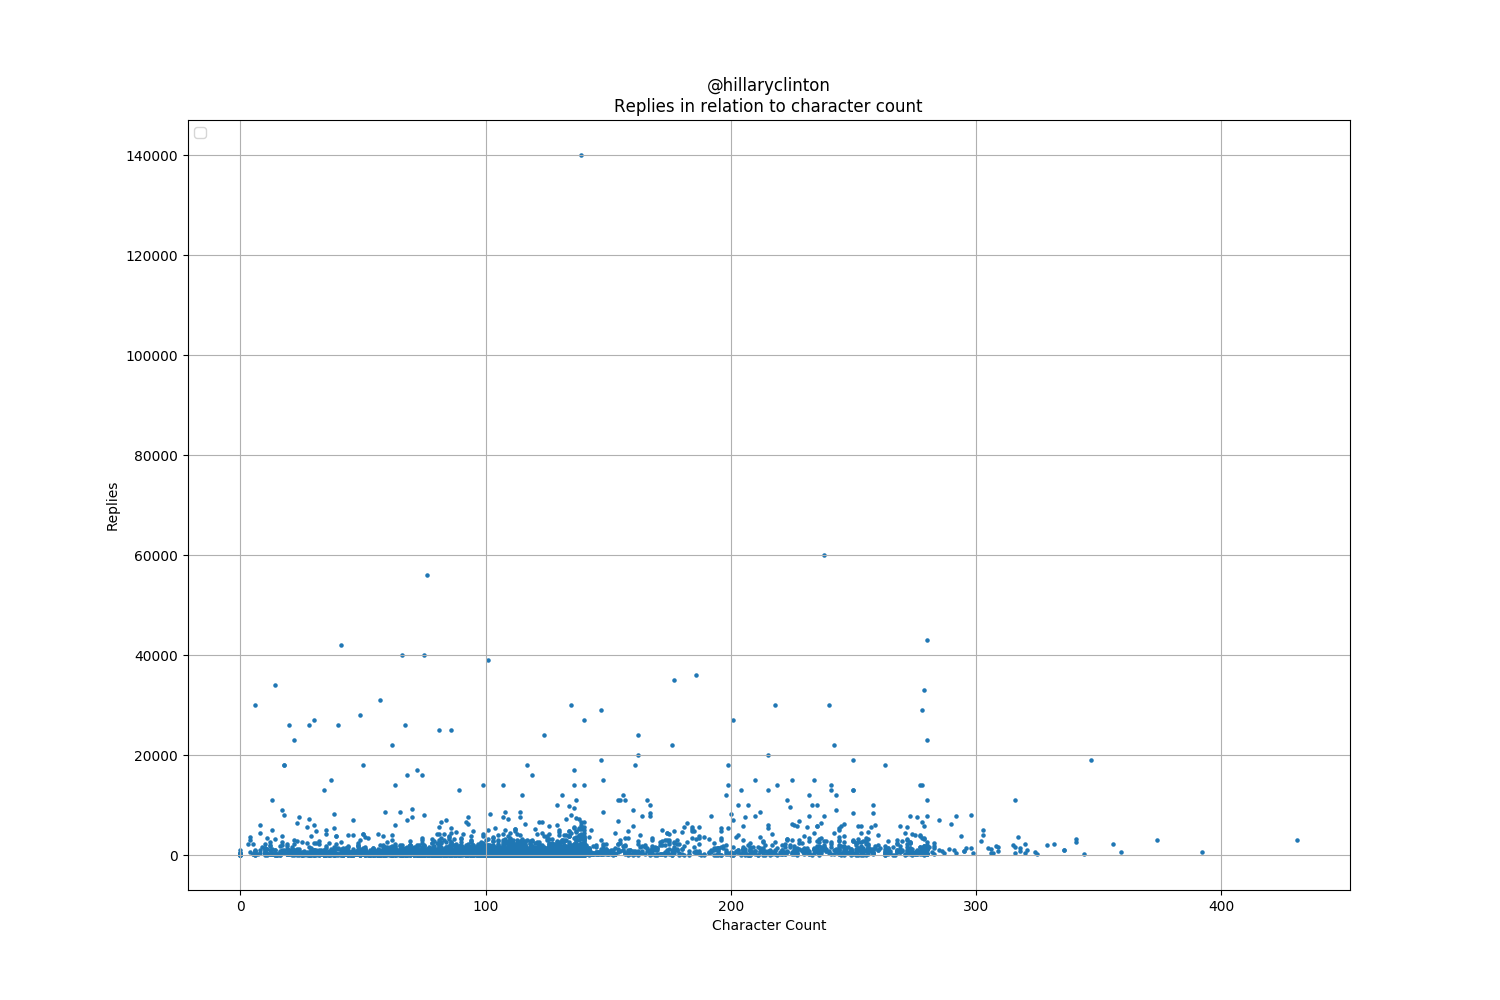 @hillaryclinton
Replies in relation to character count
140000
120000
100000
80000
60000
40000
20000
0
Replies
0 100 200 300 400
Character Count